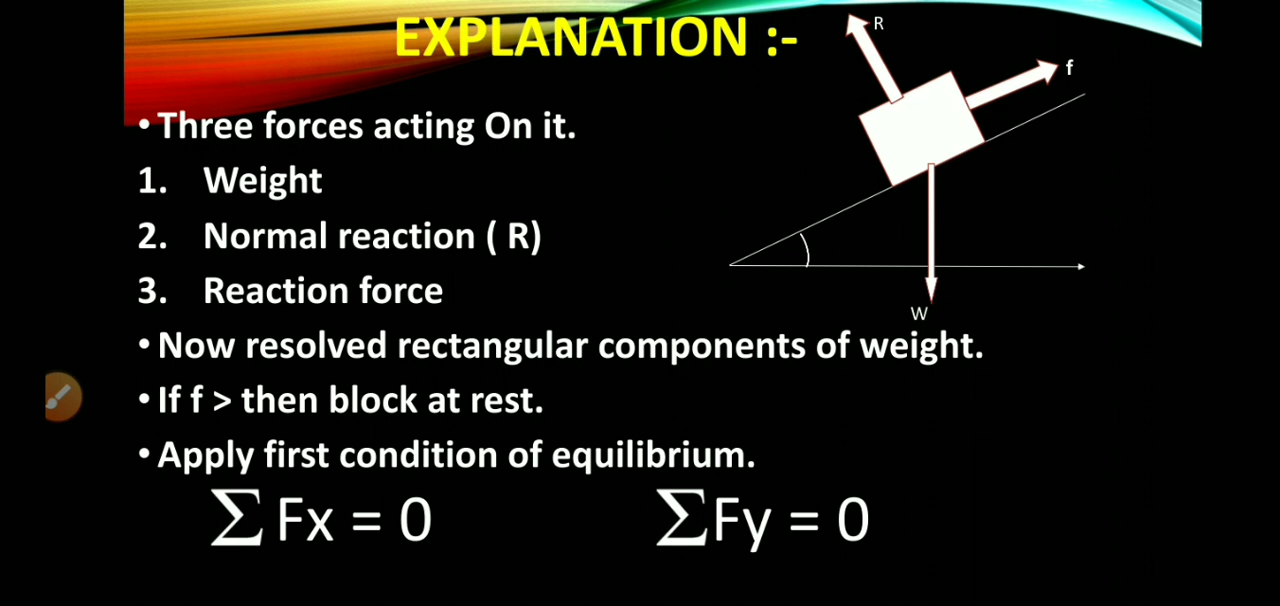 EXPLANATION :-
R
f
• Three forces acting On it.
1. Weight
2. Normal reaction ( R)
3. Reaction force
W
• Now resolved rectangular components of weight.
• If f > then block at rest.
• Apply first condition of equilibrium.
∑ Fx = 0 ∑Fy = 0